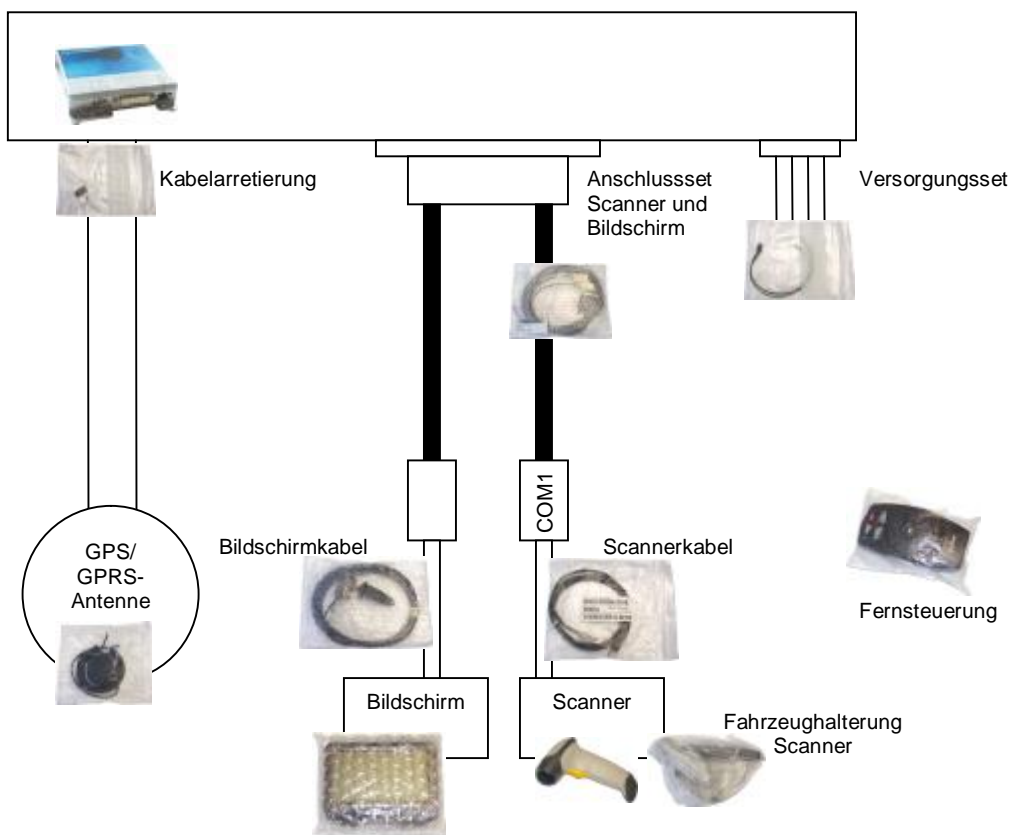 Kabelarretierung
Anschlussset
Scanner und
Bildschirm
Versorgungsset
COM1
GPS/
GPRS-
Antenne
Bildschirmkabel
Scannerkabel
Fernsteuerung
Bildschirm
Scanner
Fahrzeughalterung
Scanner